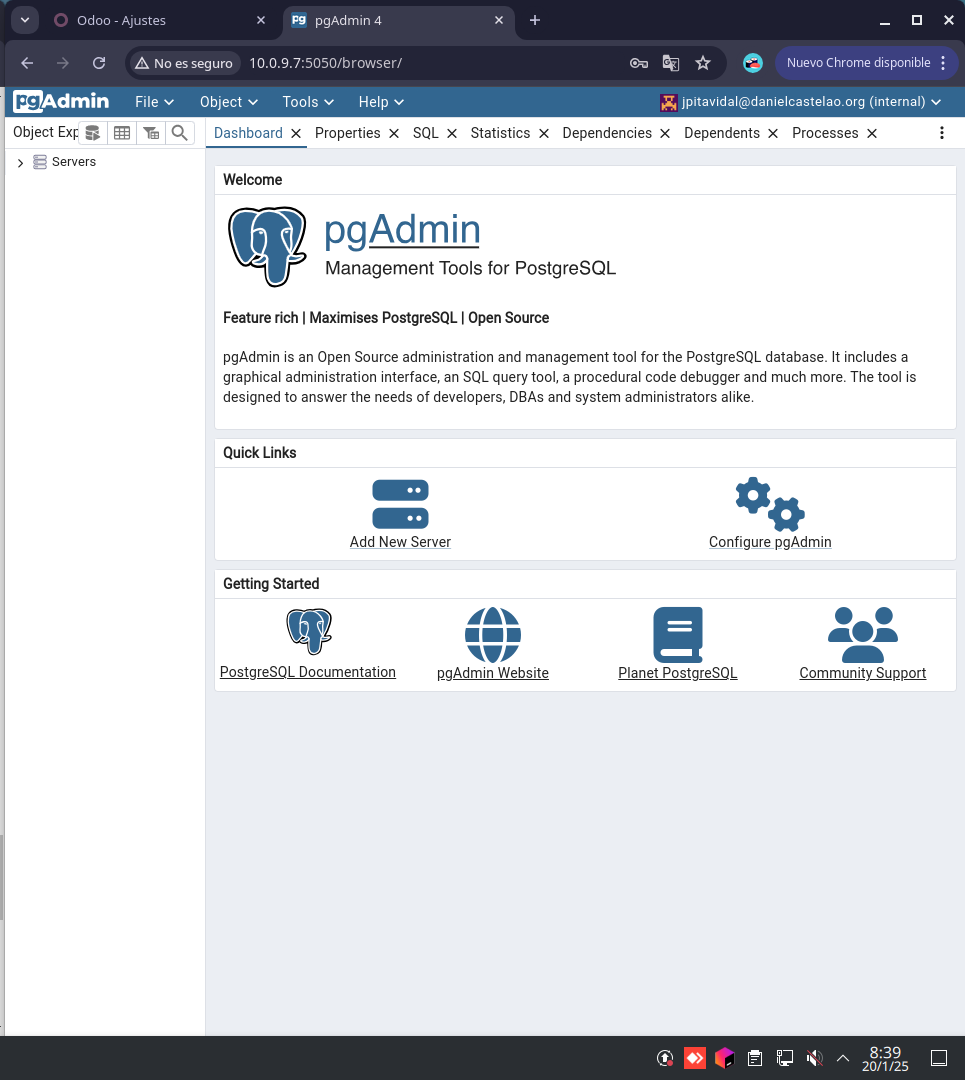 Odoo - Ajustes
pgAdmin 4
No es seguro
10.0.9.7:5050/browser/
Nuevo Chrome disponible
pgAdmin
File
Object
Tools
Help
jpitavidal@danielcastelao.org (internal)
Object Exp
Dashboard
Properties
SQL
Statistics
Dependencies
Dependents
Processes
Servers
Welcome
pgAdmin
Management Tools for PostgreSQL
Feature rich | Maximises PostgreSQL | Open Source
pgAdmin is an Open Source administration and management tool for the PostgreSQL database. It includes a
graphical administration interface, an SQL query tool, a procedural code debugger and much more. The tool is
designed to answer the needs of developers, DBAs and system administrators alike.
Quick Links
Add New Server
Configure pgAdmin
Getting Started
PostgreSQL Documentation
pgAdmin Website
Planet PostgreSQL
Community Support
8:39
20/1/25